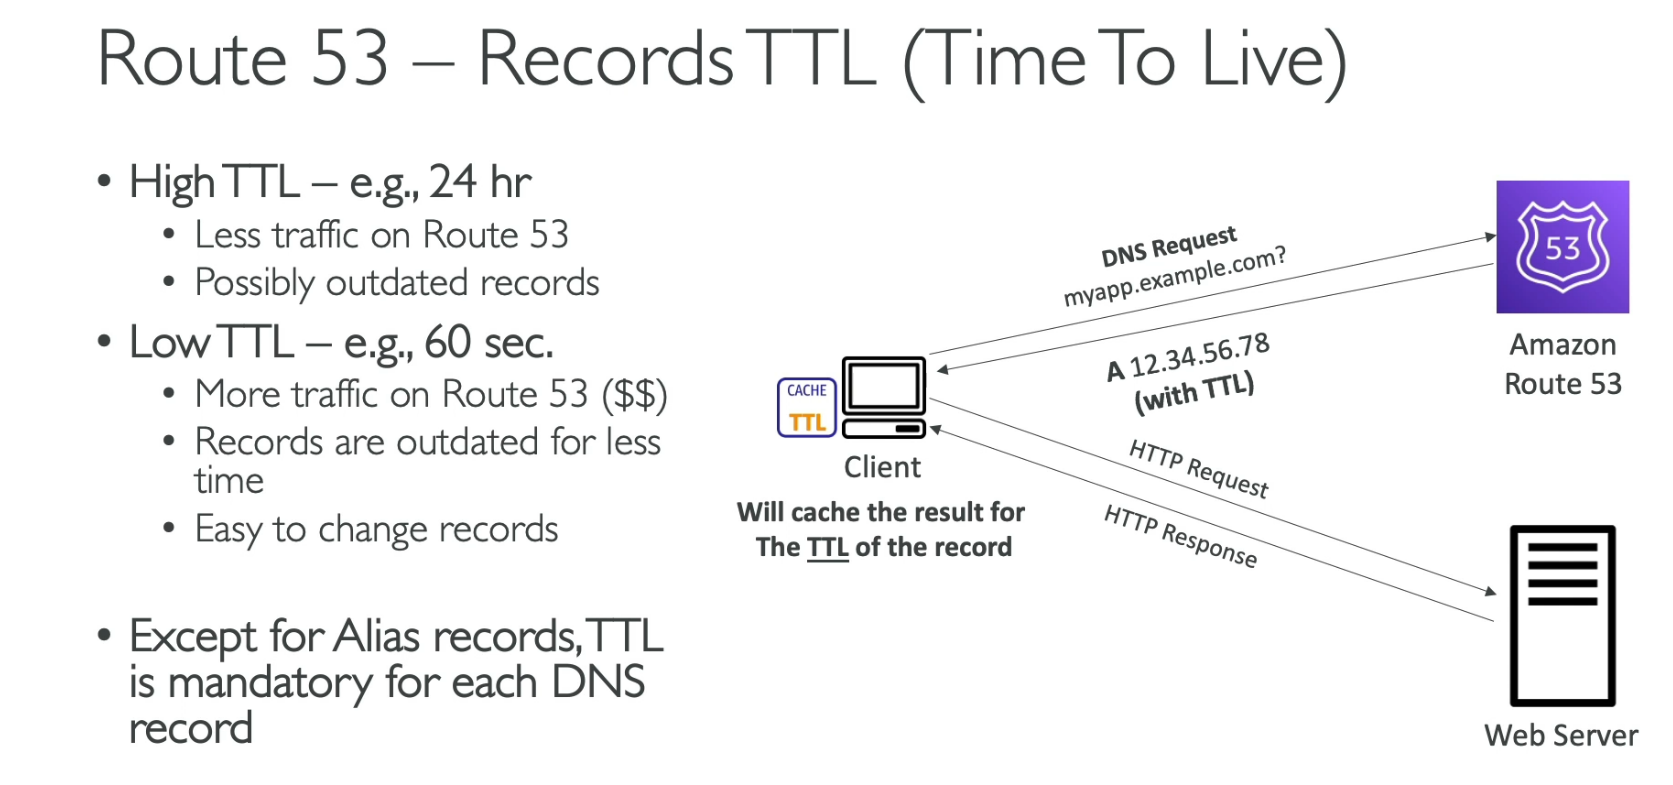 Route 53 – Records TTL (Time To Live)
• High TTL – e.g., 24 hr
• Less traffic on Route 53
• Possibly outdated records
• Low TTL – e.g., 60 sec.
• More traffic on Route 53 ($$)
• Records are outdated for less
time
• Easy to change records
• Except for Alias records, TTL
is mandatory for each DNS
record
DNS Request
myapp.example.com?
A 12.34.56.78
(with TTL)
53
Amazon
Route 53
CACHE
TTL
Client
Will cache the result for
The TTL of the record
HTTP Request
HTTP Response
Web Server